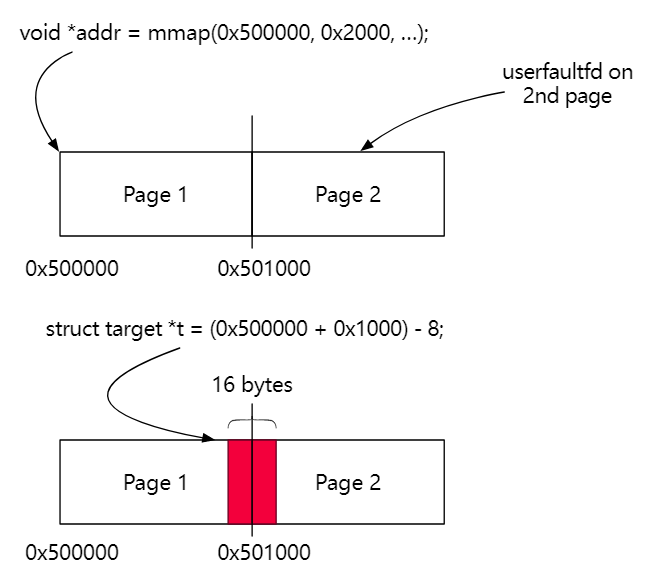 void *addr = mmap(0x500000, 0x2000, ...);
userfaultfd on
2nd page
Page 1
Page 2
0x500000
0x501000
struct target *t = (0x500000 + 0x1000) - 8;
16 bytes
Page 1
Page 2
0x500000
0x501000